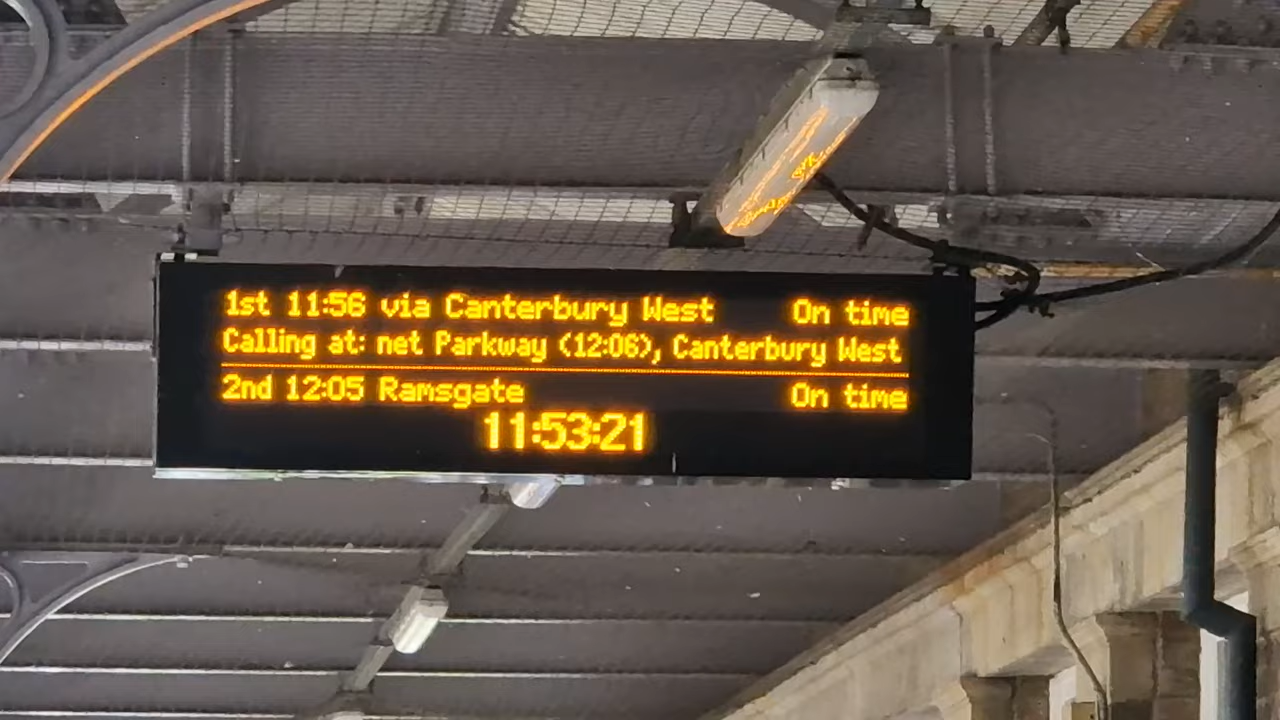 1st 11:56 via Canterbury West On time
Calling at: net Parkway (12:06), Canterbury West
2nd 12:05 Ramsgate On time
11:53:21